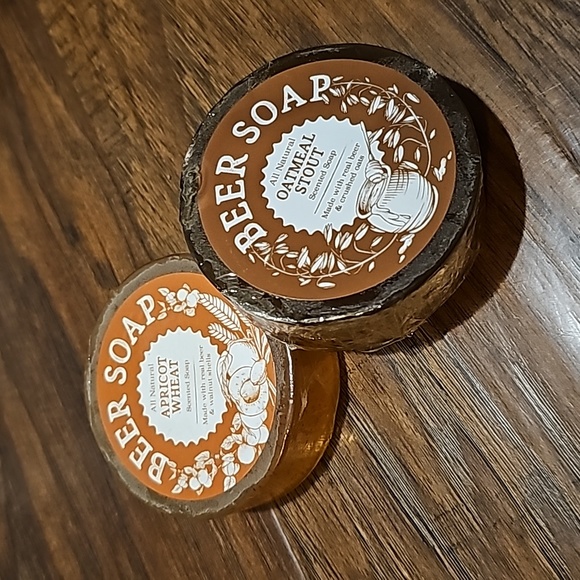 BEER SOAP
All Natural
OATMEAL
STOUT
Scented Soap
Made with real beer
& crushed oats
BEER SOAP
All Natural
APRICOT
WHEAT
Scented Soap
Made with real beer
& walnut shells